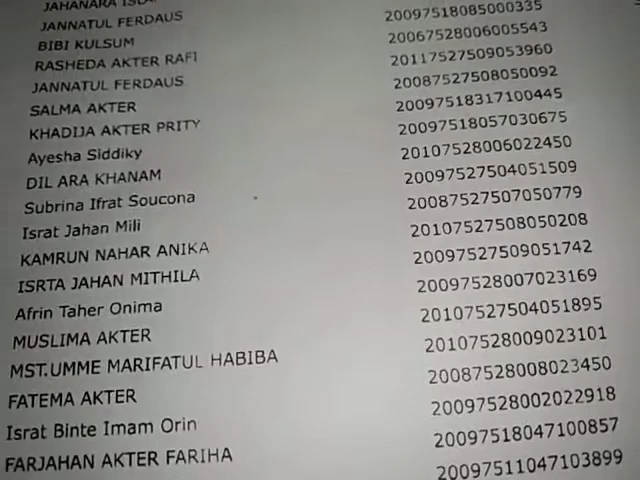 JAHANARA
JANNATUL FERDAUS 20097518085000335
BIBI KULSUM 20067528006005543
RASHEDA AKTER RAFI 20117527509053960
JANNATUL FERDAUS 20087527508050092
SALMA AKTER 20097518317100445
KHADIJA AKTER PRITY 20097518057030675
Ayesha Siddiky 20107528006022450
DIL ARA KHANAM 20097527504051509
Subrina Ifrat Soucona 20087527507050779
Israt Jahan Mili 20107527508050208
KAMRUN NAHAR ANIKA 20097527509051742
ISRTA JAHAN MITHILA 20097528007023169
Afrin Taher Onima 20107527504051895
MUSLIMA AKTER 20107528009023101
MST.UMME MARIFATUL HABIBA 20087528008023450
FATEMA AKTER 20097528002022918
Israt Binte Imam Orin 20097518047100857
FARJAHAN AKTER FARIHA 20097511047103899